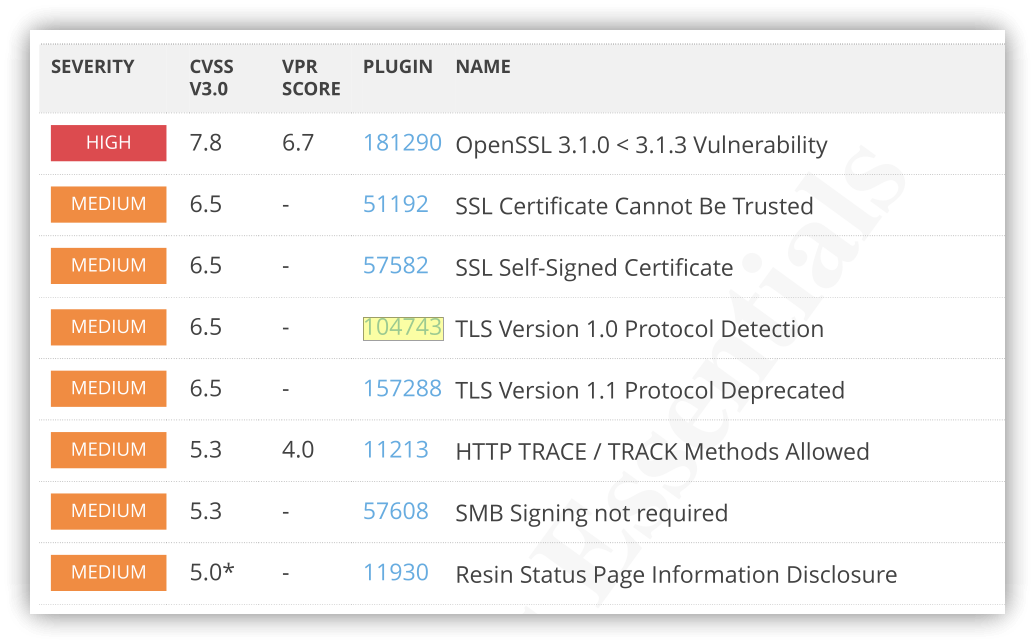 SEVERITY CVSS V3.0 VPR SCORE PLUGIN NAME
HIGH 7.8 6.7 181290 OpenSSL 3.1.0 < 3.1.3 Vulnerability
MEDIUM 6.5 - 51192 SSL Certificate Cannot Be Trusted
MEDIUM 6.5 - 57582 SSL Self-Signed Certificate
MEDIUM 6.5 - 104743 TLS Version 1.0 Protocol Detection
MEDIUM 6.5 - 157288 TLS Version 1.1 Protocol Deprecated
MEDIUM 5.3 4.0 11213 HTTP TRACE / TRACK Methods Allowed
MEDIUM 5.3 - 57608 SMB Signing not required
MEDIUM 5.0* - 11930 Resin Status Page Information Disclosure
Essentials